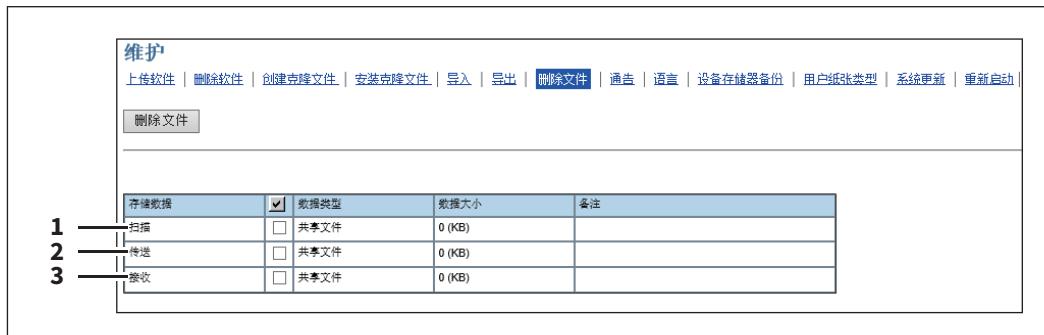 维护
上传软件 | 删除软件 | 创建克隆文件 | 安装克隆文件 | 导入 | 导出 | 删除文件 | 通告 | 语言 | 设备存储器备份 | 用户纸张类型 | 系统更新 | 重新启动 |
删除文件
存储数据 数据类型 数据大小 备注
1 扫描 共享文件 0 (KB)
2 传送 共享文件 0 (KB)
3 接收 共享文件 0 (KB)